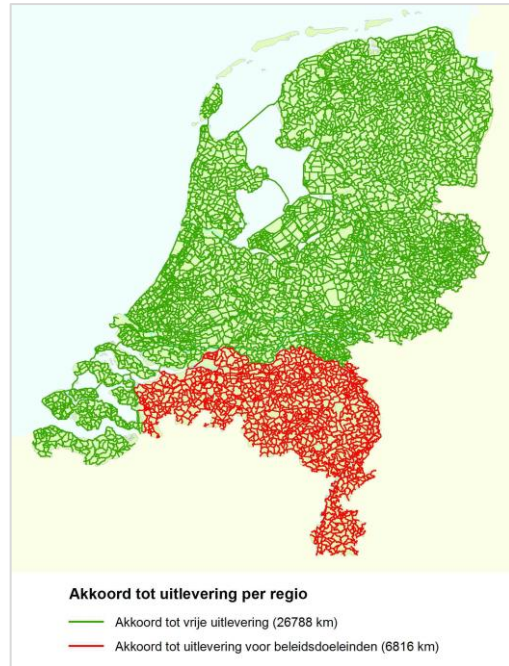 Akkoord tot uitlevering per regio
Akkoord tot vrije uitlevering (26788 km)
Akkoord tot uitlevering voor beleidsdoeleinden (6816 km)